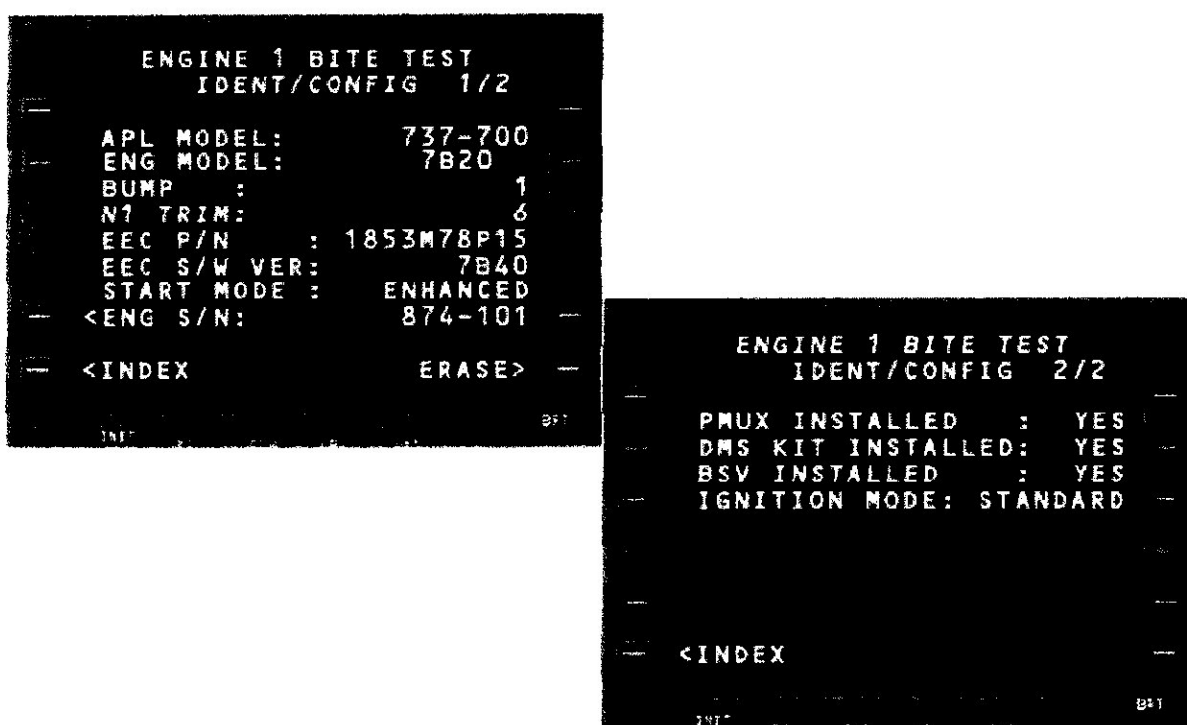 ENGINE 1 BITE TEST
IDENT/CONFIG 1/2
APL MODEL: 737-700
ENG MODEL: 7B20
BUMP : 1
N1 TRIM: 6
EEC P/N : 1853M78P15
EEC S/W VER: 7B40
START MODE : ENHANCED
<ENG S/N: 874-101
<INDEX ERASE>
ENGINE 1 BITE TEST
IDENT/CONFIG 2/2
PMUX INSTALLED : YES
DMS KIT INSTALLED: YES
BSV INSTALLED : YES
IGNITION MODE: STANDARD
<INDEX